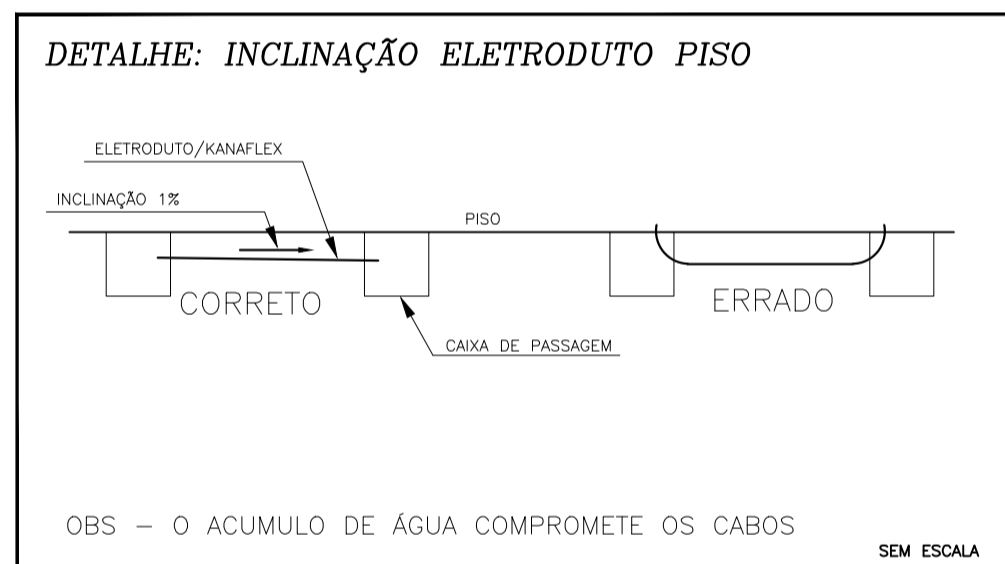 DETALHE: INCLINAÇÃO ELETRODUTO PISO
ELETRODUTO/KANAFLEX
INCLINAÇÃO 1%
PISO
CORRETO
ERRADO
CAIXA DE PASSAGEM
OBS – O ACUMULO DE ÁGUA COMPROMETE OS CABOS
SEM ESCALA